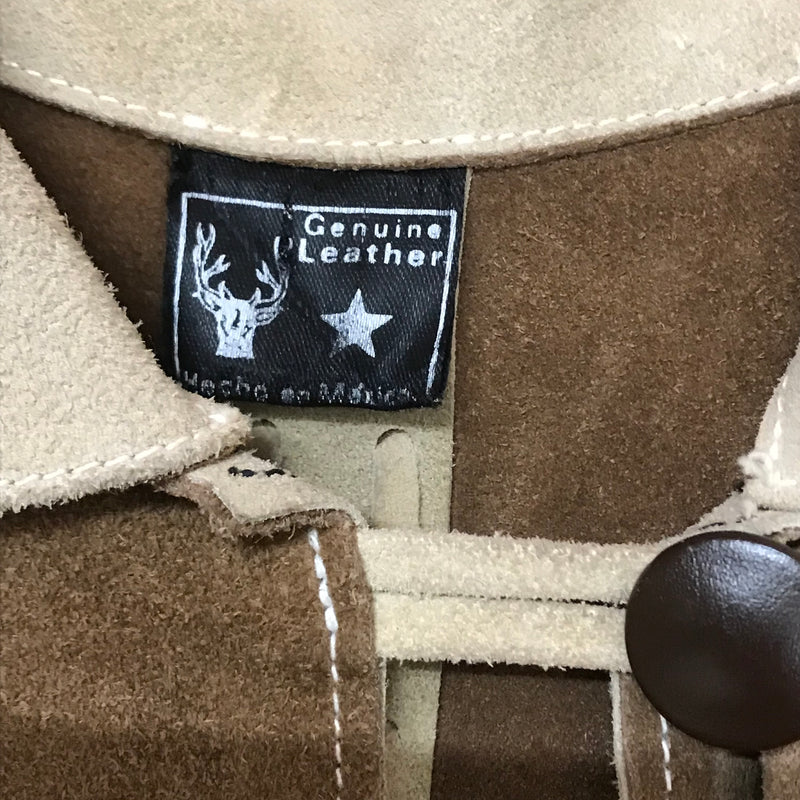 Genuine
Leather
Hecho en México